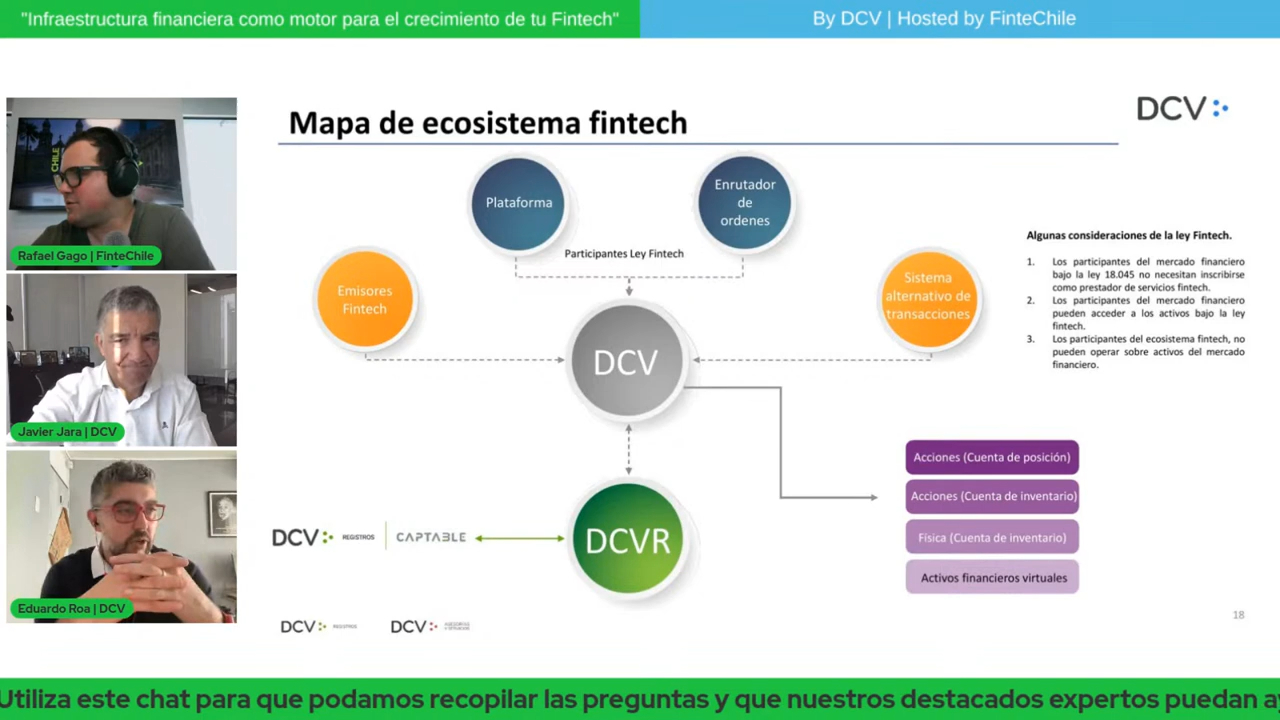 "Infraestructura financiera como motor para el crecimiento de tu Fintech"
By DCV | Hosted by FinteChile
CHILE
Rafael Gago | FinteChile
Javier Jara | DCV
Eduardo Roa | DCV
Mapa de ecosistema fintech
DCV
Plataforma
Enrutador
de
ordenes
Participantes Ley Fintech
Emisores
Fintech
Sistema
alternativo de
transacciones
DCV
Algunas consideraciones de la ley Fintech.
1. Los participantes del mercado financiero
bajo la ley 18.045 no necesitan inscribirse
como prestador de servicios fintech.
2. Los participantes del mercado financiero
pueden acceder a los activos bajo la ley
fintech.
3. Los participantes del ecosistema fintech, no
pueden operar sobre activos del mercado
financiero.
Acciones (Cuenta de posición)
Acciones (Cuenta de inventario)
Física (Cuenta de inventario)
Activos financieros virtuales
DCV REGISTROS | CAPTABLE
DCVR
DCV REGISTROS
DCV
18
Utiliza este chat para que podamos recopilar las preguntas y que nuestros destacados expertos puedan